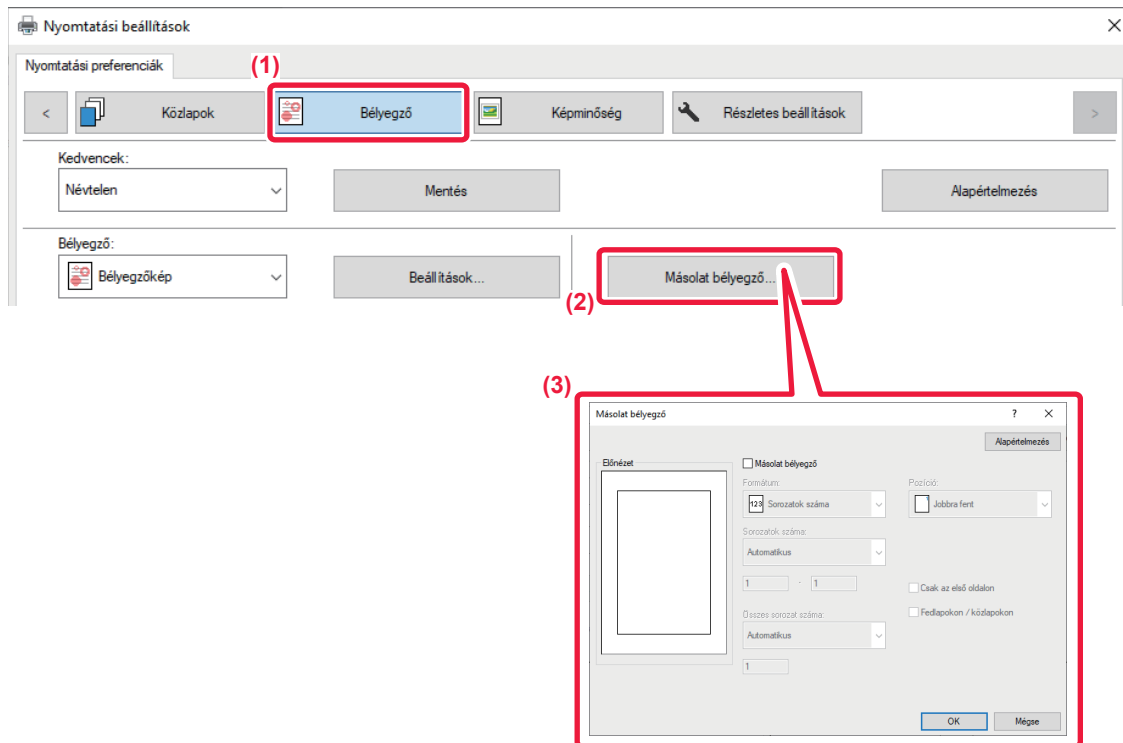 Nyomtatási beállítások
Nyomtatási preferenciák
(1)
< Közlapok Bélyegző Képminőség Részletes beállítások >
Kedvencek:
Névtelen Mentés Alapértelmezés
Bélyegző:
Bélyegzőkép Beállítások... Másolat bélyegző...
(2)
(3)
Másolat bélyegző ?
Alapértelmezés
Előnézet Másolat bélyegző
Formátum: Pozíció:
123 Sorozatok száma 1 Jobbra fent
Sorozatok száma:
Automatikus
1 - 1 Csak az első oldalon
Összes sorozat száma: Fedlapokon / közlapokon
Automatikus
1
OK Mégse